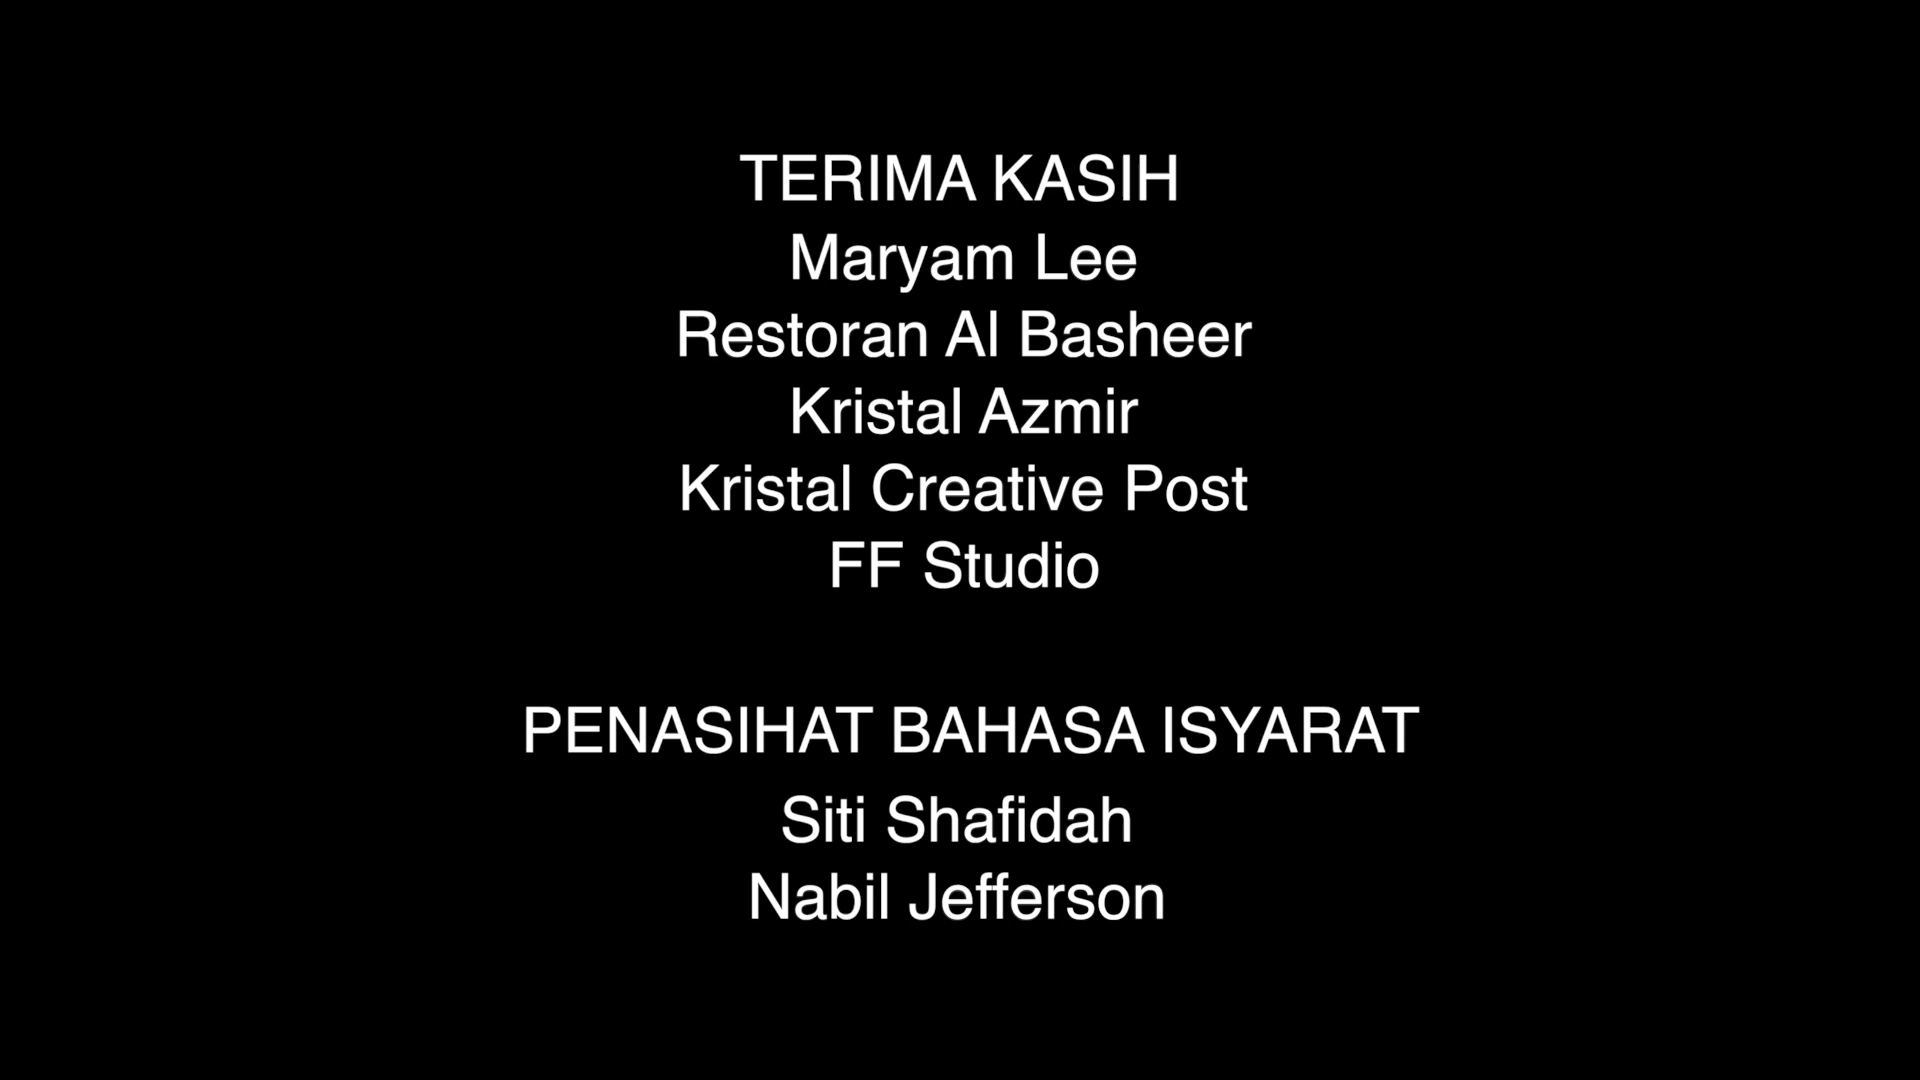 TERIMA KASIH
Maryam Lee
Restoran Al Basheer
Kristal Azmir
Kristal Creative Post
FF Studio
PENASIHAT BAHASA ISYARAT
Siti Shafidah
Nabil Jefferson